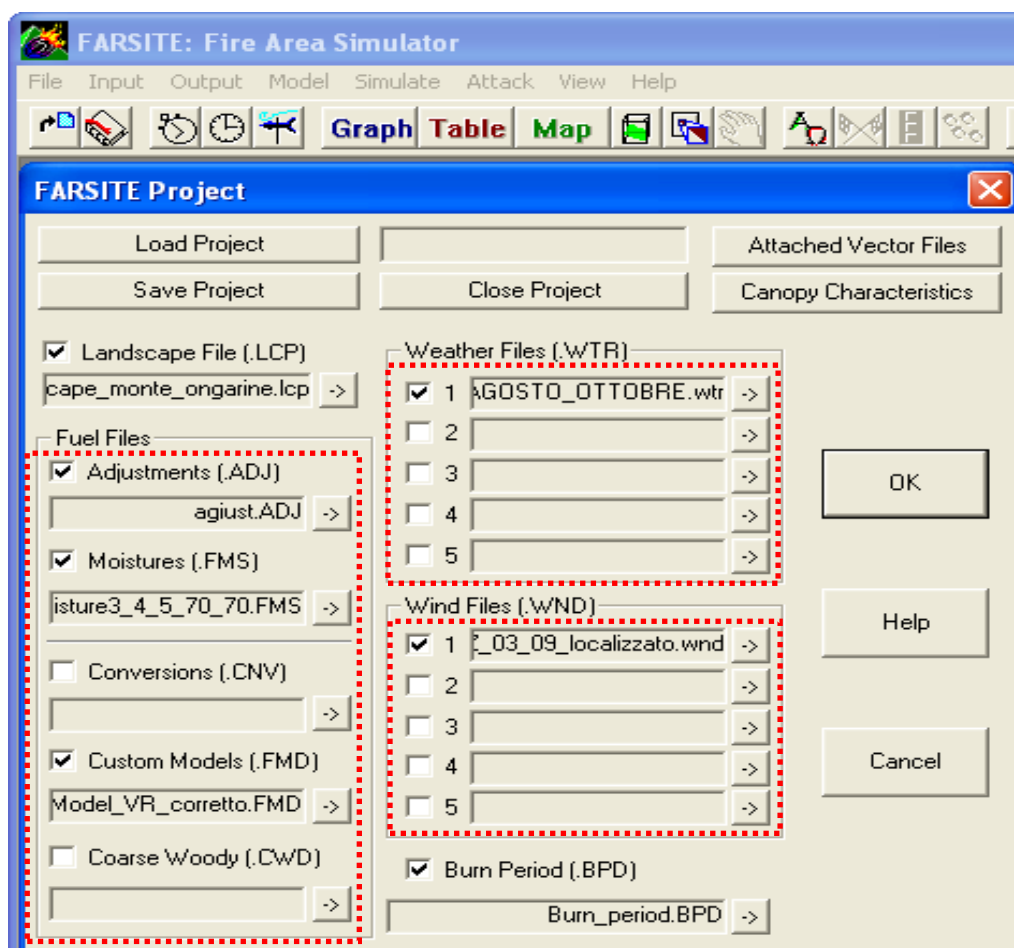 FARSITE: Fire Area Simulator
File Input Output Model Simulate Attack View Help
Graph Table Map
FARSITE Project
Load Project
Attached Vector Files
Save Project
Close Project
Canopy Characteristics
Landscape File (.LCP)
cape_monte_ongarine.lcp ->
Fuel Files
Adjustments (.ADJ)
agiust.ADJ ->
Moistures (.FMS)
isture3_4_5_70_70.FMS ->
Conversions (.CNV)
->
Custom Models (.FMD)
Model_VR_corretto.FMD ->
Coarse Woody (.CWD)
->
Weather Files (.WTR)
1 AGOSTO_OTTOBRE.wtr ->
2 ->
3 ->
4 ->
5 ->
Wind Files (.WND)
1 _03_09_localizzato.wnd ->
2 ->
3 ->
4 ->
5 ->
Burn Period (.BPD)
Burn_period.BPD ->
OK
Help
Cancel